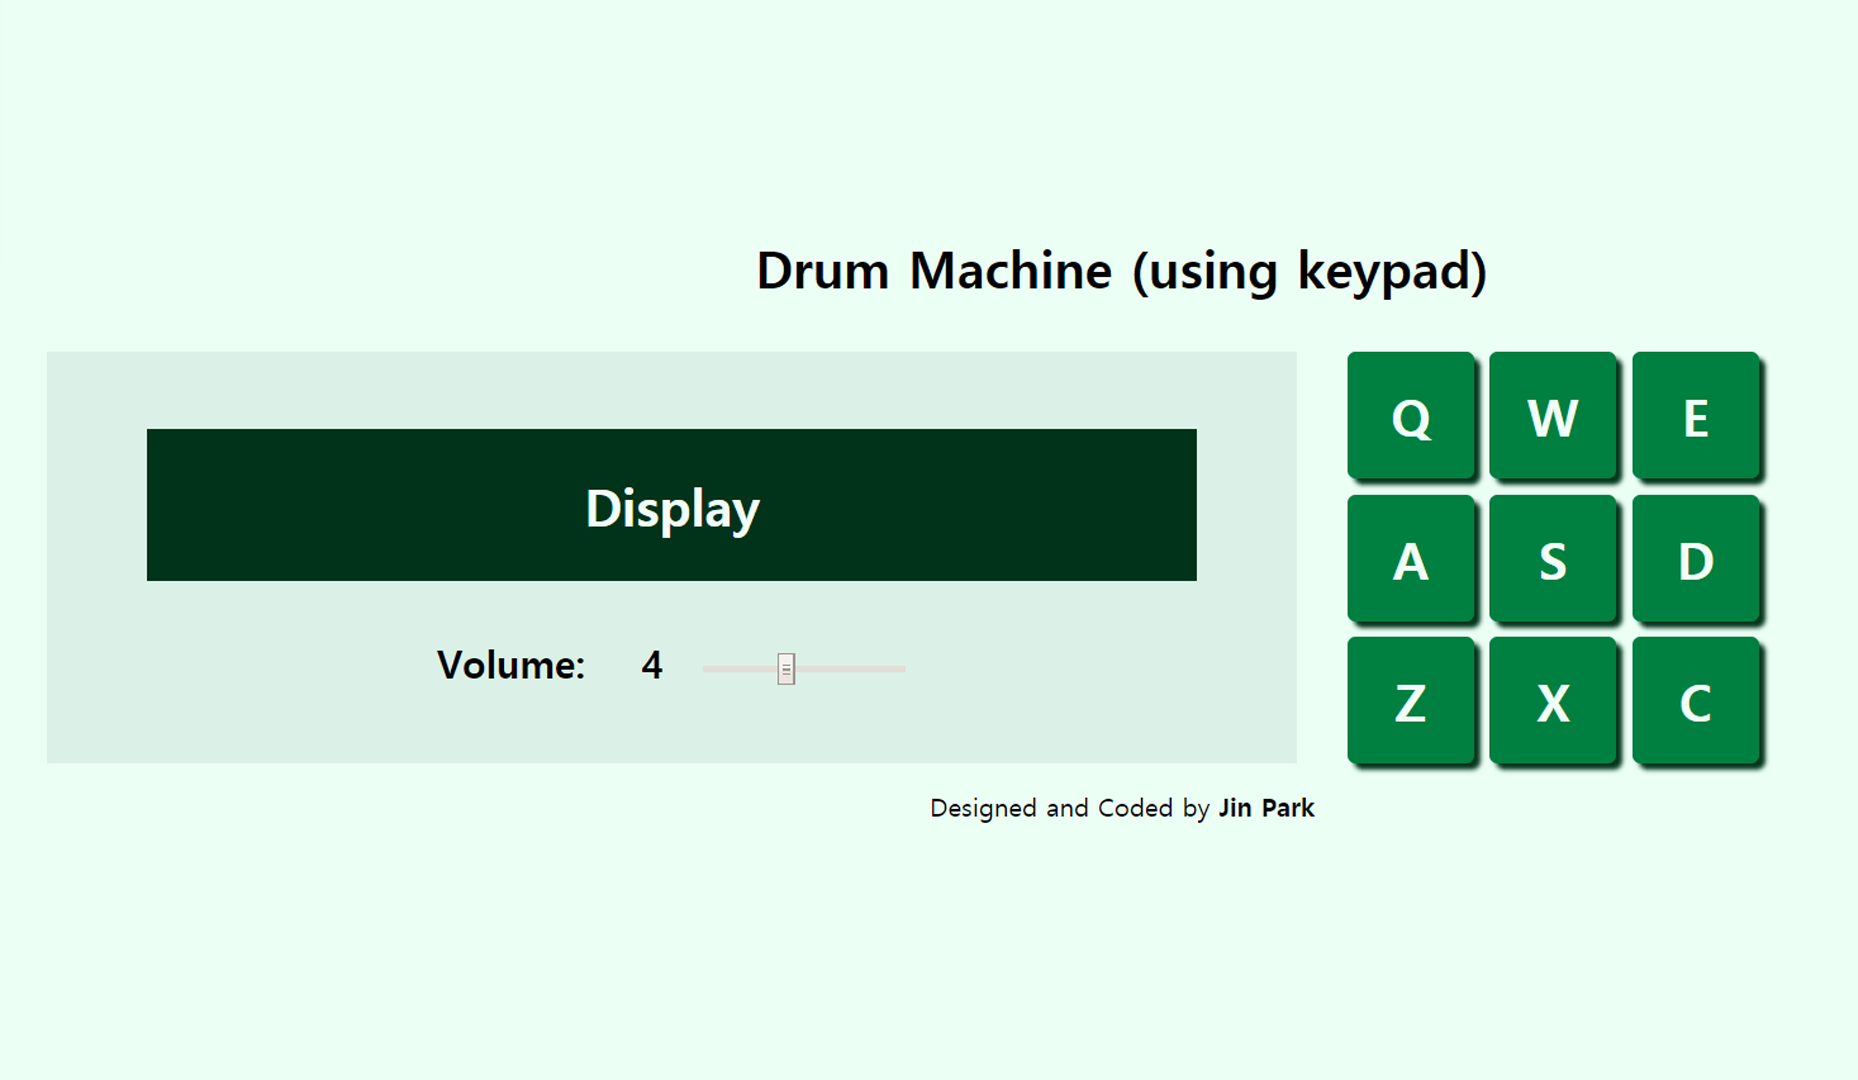 Drum Machine (using keypad)
Display
Volume: 4
Q W E
A S D
Z X C
Designed and Coded by Jin Park